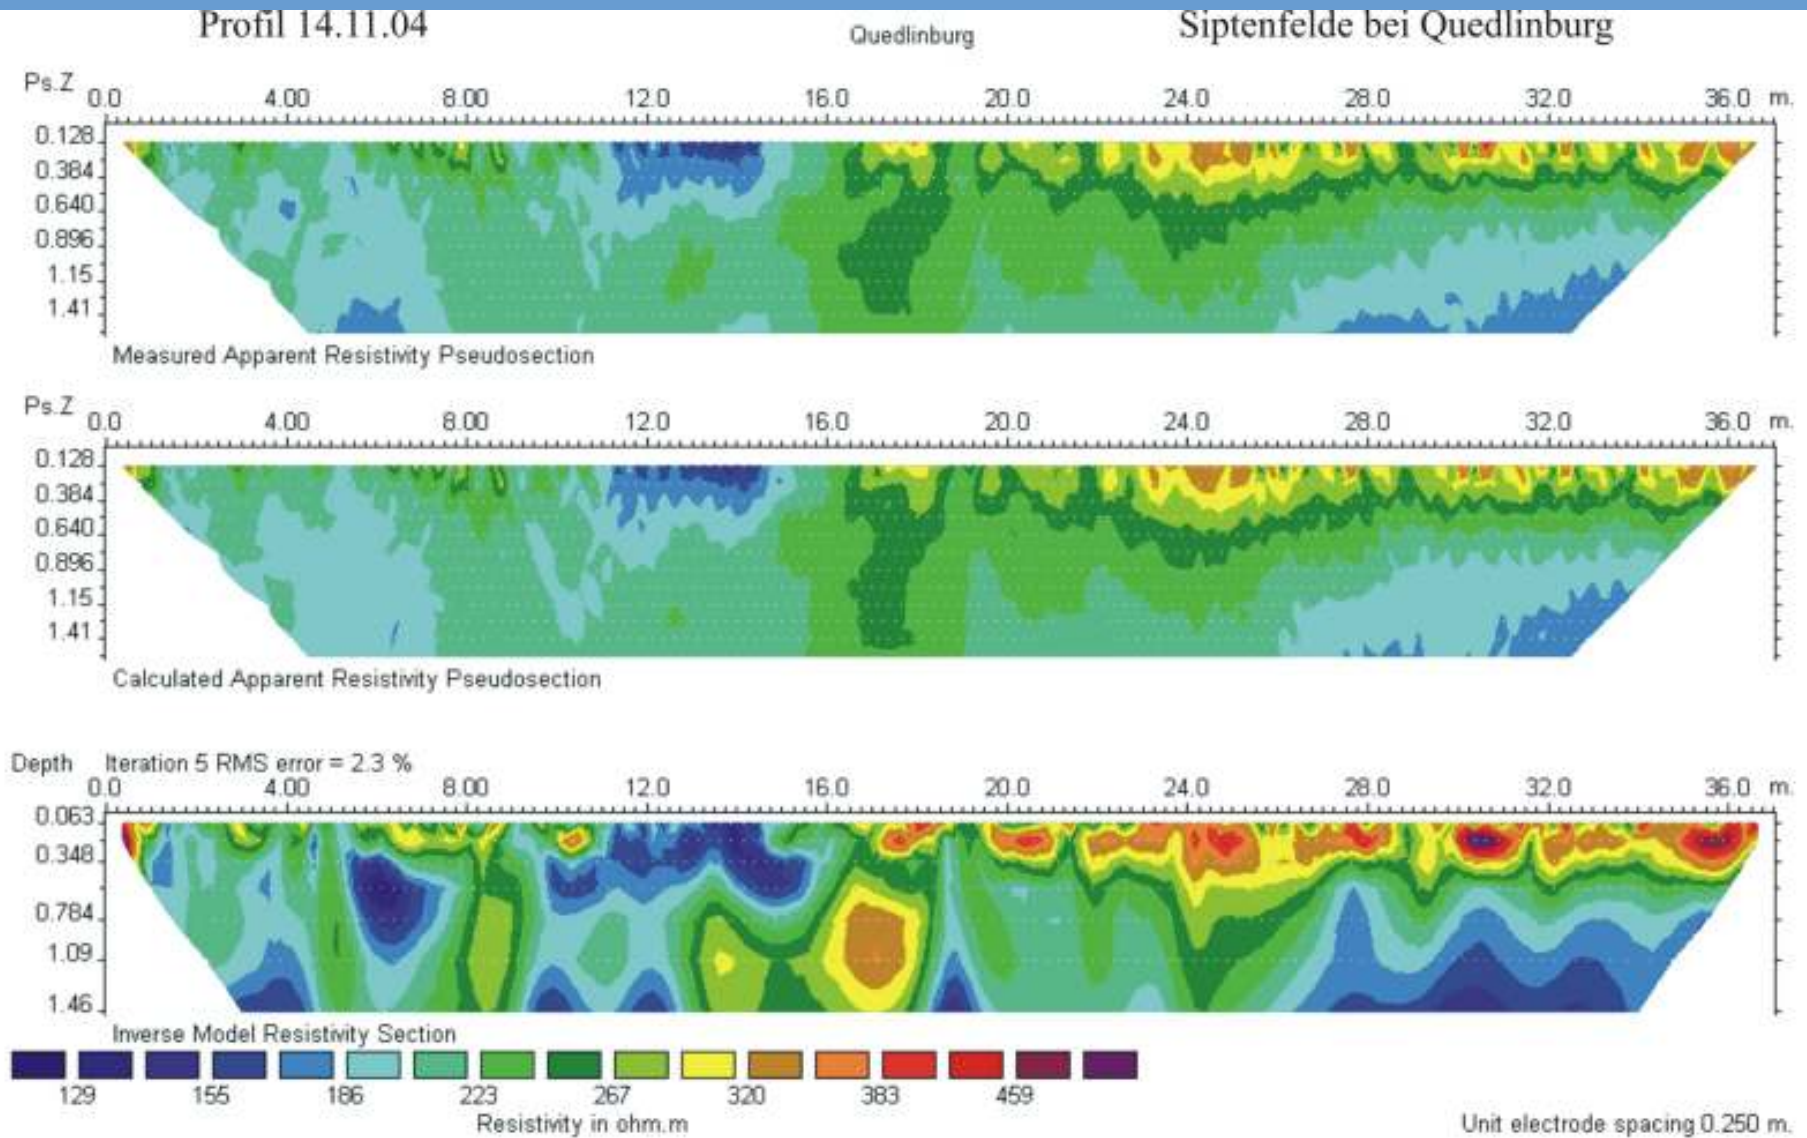 Profil 14.11.04
Quedlinburg
Siptenfelde bei Quedlinburg
Ps.Z
0.0 4.00 8.00 12.0 16.0 20.0 24.0 28.0 32.0 36.0 m.
0.128
0.384
0.640
0.896
1.15
1.41
Measured Apparent Resistivity Pseudosection
Ps.Z
0.0 4.00 8.00 12.0 16.0 20.0 24.0 28.0 32.0 36.0 m.
0.128
0.384
0.640
0.896
1.15
1.41
Calculated Apparent Resistivity Pseudosection
Depth Iteration 5 RMS error = 2.3 %
0.0 4.00 8.00 12.0 16.0 20.0 24.0 28.0 32.0 36.0 m.
0.063
0.348
0.784
1.09
1.46
Inverse Model Resistivity Section
129 155 186 223 267 320 383 459
Resistivity in ohm.m
Unit electrode spacing 0.250 m.